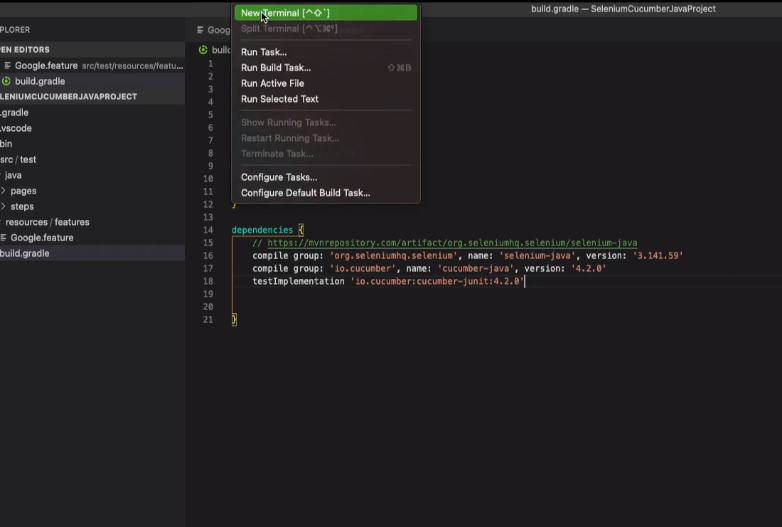 build.gradle — SeleniumCucumberJavaProject
New Terminal [^⇧`]
Split Terminal [^⌥⌘"]
Run Task...
Run Build Task... ⇧⌘B
Run Active File
Run Selected Text
Show Running Tasks...
Restart Running Task...
Terminate Task...
Configure Tasks...
Configure Default Build Task...
PLORER
PEN EDITORS
Google.feature src/test/resources/featu...
build.gradle
LENIUMCUCUMBERJAVAPROJECT
.gradle
.vscode
bin
src / test
java
pages
steps
resources / features
Google.feature
build.gradle
Goog
build
1
2
3
4
5
6
7
8
9
10
11
12 }
13
14 dependencies {
15 // https://mvnrepository.com/artifact/org.seleniumhq.selenium/selenium-java
16 compile group: 'org.seleniumhq.selenium', name: 'selenium-java', version: '3.141.59'
17 compile group: 'io.cucumber', name: 'cucumber-java', version: '4.2.0'
18 testImplementation 'io.cucumber:cucumber-junit:4.2.0'
19
20
21 }